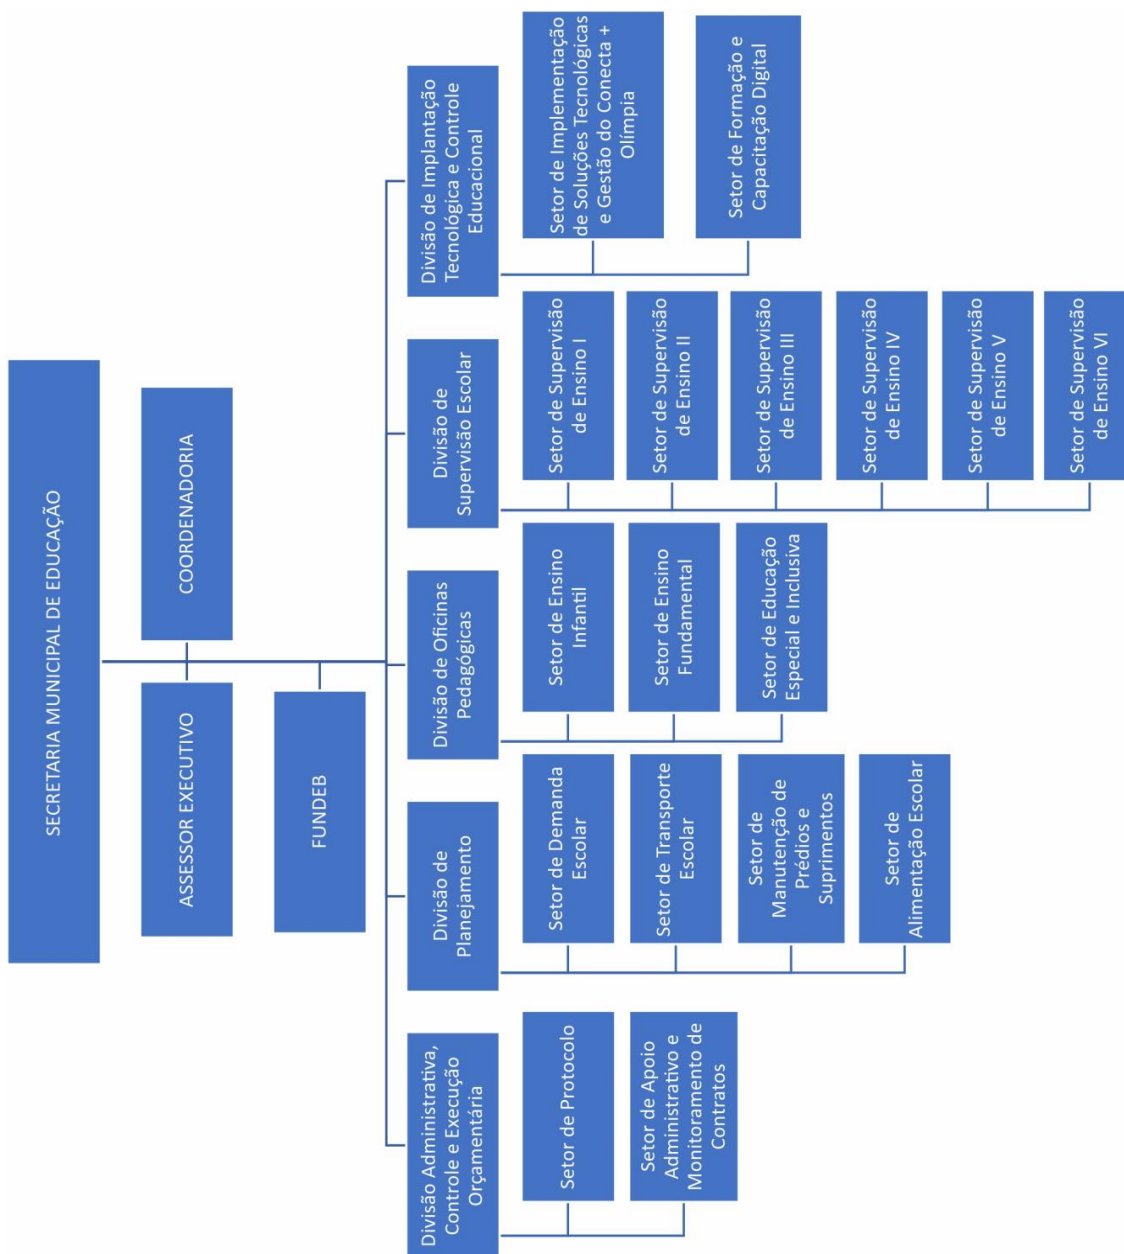 SECRETARIA MUNICIPAL DE EDUCAÇÃO
ASSESSOR EXECUTIVO
COORDENADORIA
FUNDEB
Divisão Administrativa,
Controle e Execução
Orçamentária
Setor de Protocolo
Setor de Apoio
Administrativo e
Monitoramento de
Contratos
Divisão de
Planejamento
Setor de Demanda
Escolar
Setor de Transporte
Escolar
Setor de
Manutenção de
Prédios e
Suprimentos
Setor de
Alimentação Escolar
Divisão de Oficinas
Pedagógicas
Setor de Ensino
Infantil
Setor de Ensino
Fundamental
Setor de Educação
Especial e Inclusiva
Divisão de
Supervisão Escolar
Setor de Supervisão
de Ensino I
Setor de Supervisão
de Ensino II
Setor de Supervisão
de Ensino III
Setor de Supervisão
de Ensino IV
Setor de Supervisão
de Ensino V
Setor de Supervisão
de Ensino VI
Divisão de Implantação
Tecnológica e Controle
Educacional
Setor de Implementação
de Soluções Tecnológicas
e Gestão do Conecta +
Olímpia
Setor de Formação e
Capacitação Digital